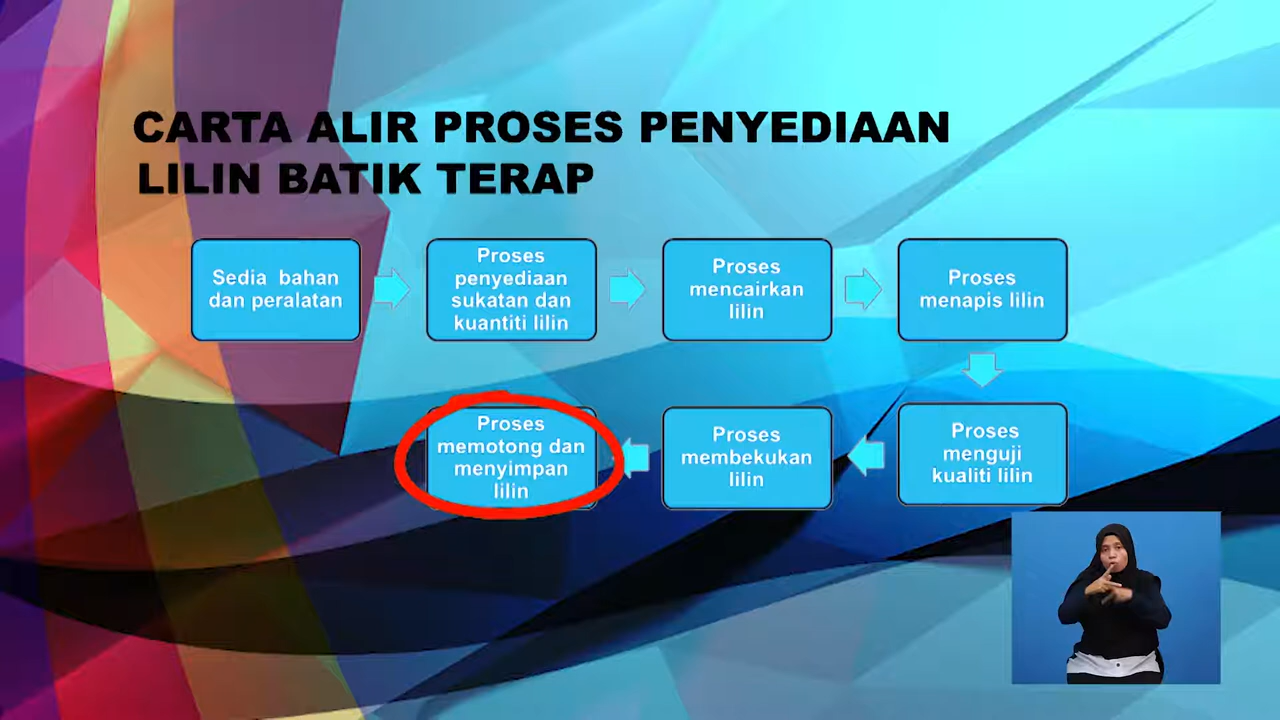 CARTA ALIR PROSES PENYEDIAAN
LILIN BATIK TERAP
Sedia bahan
dan peralatan
Proses
penyediaan
sukatan dan
kuantiti lilin
Proses
mencairkan
lilin
Proses
menapis lilin
Proses
menguji
kualiti lilin
Proses
membekukan
lilin
Proses
memotong dan
menyimpan
lilin